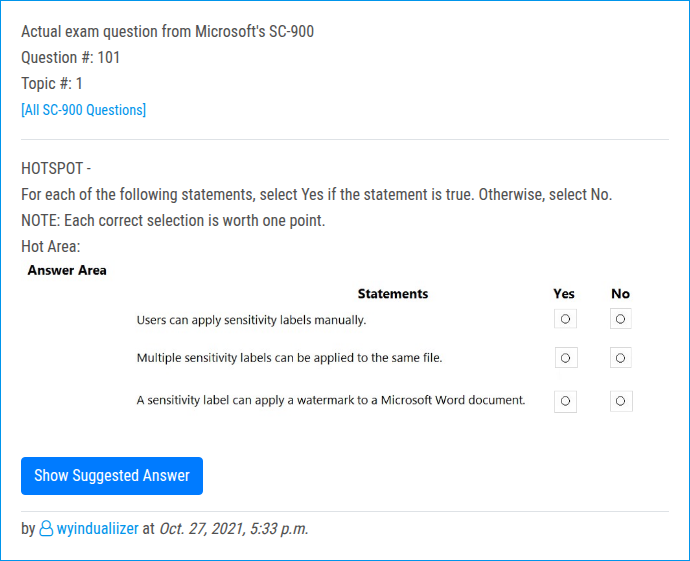 Actual exam question from Microsoft's SC-900
Question #: 101
Topic #: 1
[All SC-900 Questions]
HOTSPOT -
For each of the following statements, select Yes if the statement is true. Otherwise, select No.
NOTE: Each correct selection is worth one point.
Hot Area:
Answer Area
Statements Yes No
Users can apply sensitivity labels manually.
Multiple sensitivity labels can be applied to the same file.
A sensitivity label can apply a watermark to a Microsoft Word document.
Show Suggested Answer
by wyindualiizer at Oct. 27, 2021, 5:33 p.m.